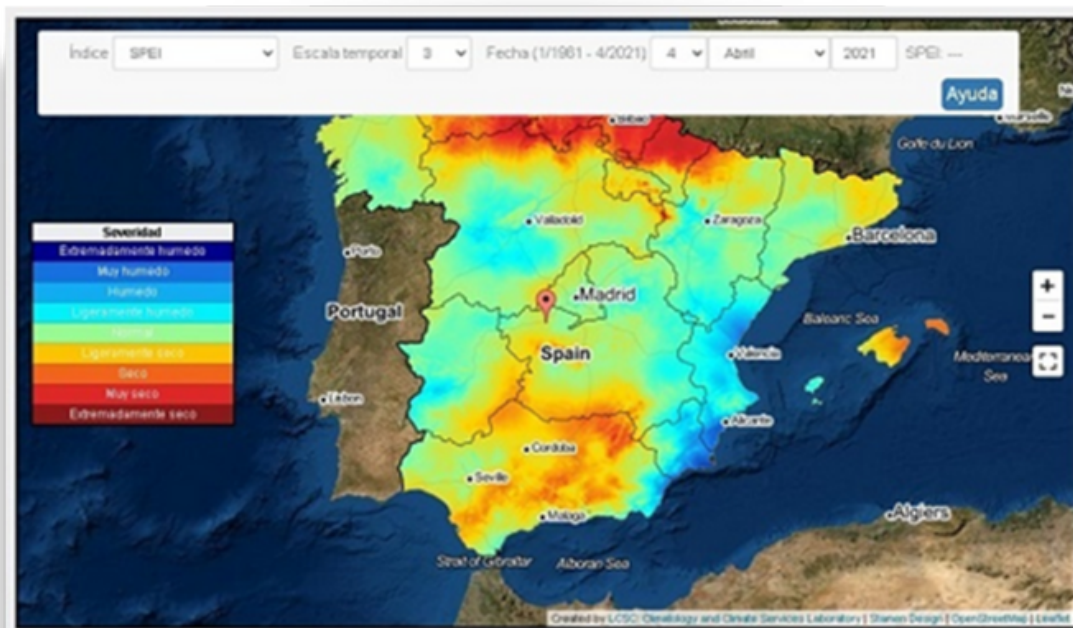 Índice SPEI Escala temporal 3 Fecha (1/1961 - 4/2021) 4 Abril 2021 SPEI: ---
Ayuda
Bilbao
Marseille
Golfe du Lion
Severidad
Extremadamente humedo
Muy humedo
Humedo
Ligeramente humedo
Normal
Ligeramente seco
Seco
Muy seco
Extremadamente seco
Valladolid
Zaragoza
Barcelona
Porto
Madrid
Portugal
Balearic Sea
+
−
Spain
Valencia
Mediterranean
Sea
Lisbon
Alicante
Cordoba
Seville
Malaga
Algiers
Strait of Gibraltar
Alboran Sea
Created by LCSC: Climatology and Climate Services Laboratory | Stamen Design | OpenStreetMap | Leaflet